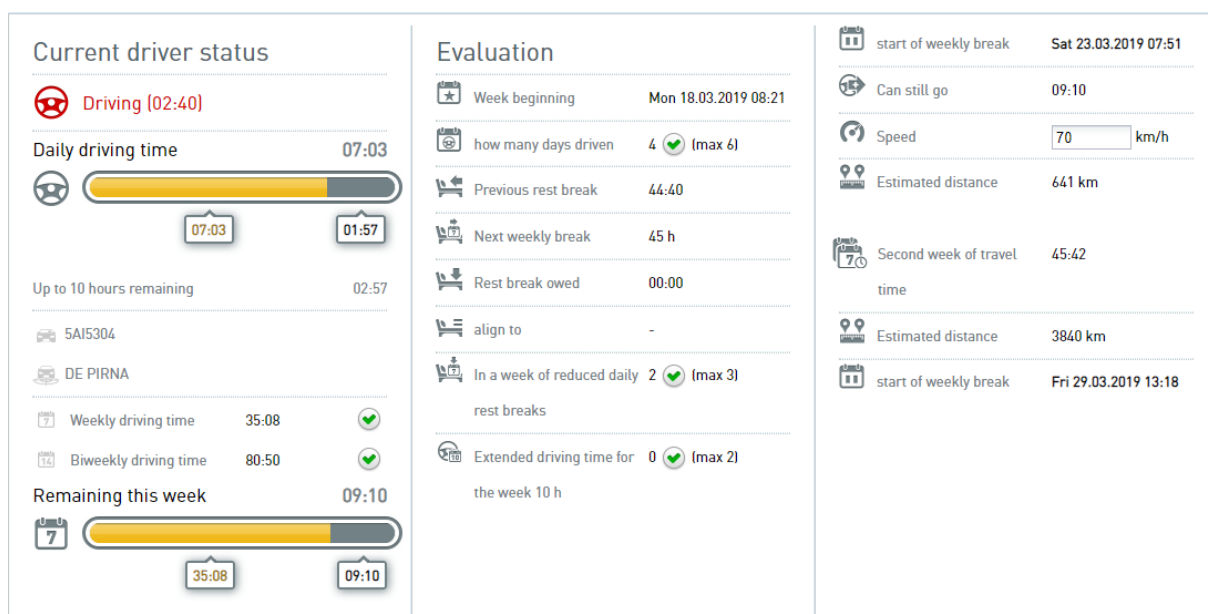 Current driver status
Driving (02:40)
Daily driving time 07:03
07:03 01:57
Up to 10 hours remaining 02:57
5AI5304
DE PIRNA
7 Weekly driving time 35:08
14 Biweekly driving time 80:50
Remaining this week 09:10
7
35:08 09:10
Evaluation
Week beginning Mon 18.03.2019 08:21
how many days driven 4 (max 6)
Previous rest break 44:40
7 Next weekly break 45 h
Rest break owed 00:00
align to -
7 In a week of reduced daily 2 (max 3)
rest breaks
10 Extended driving time for 0 (max 2)
the week 10 h
start of weekly break Sat 23.03.2019 07:51
Can still go 09:10
Speed 70 km/h
Estimated distance 641 km
7 Second week of travel 45:42
time
Estimated distance 3840 km
start of weekly break Fri 29.03.2019 13:18